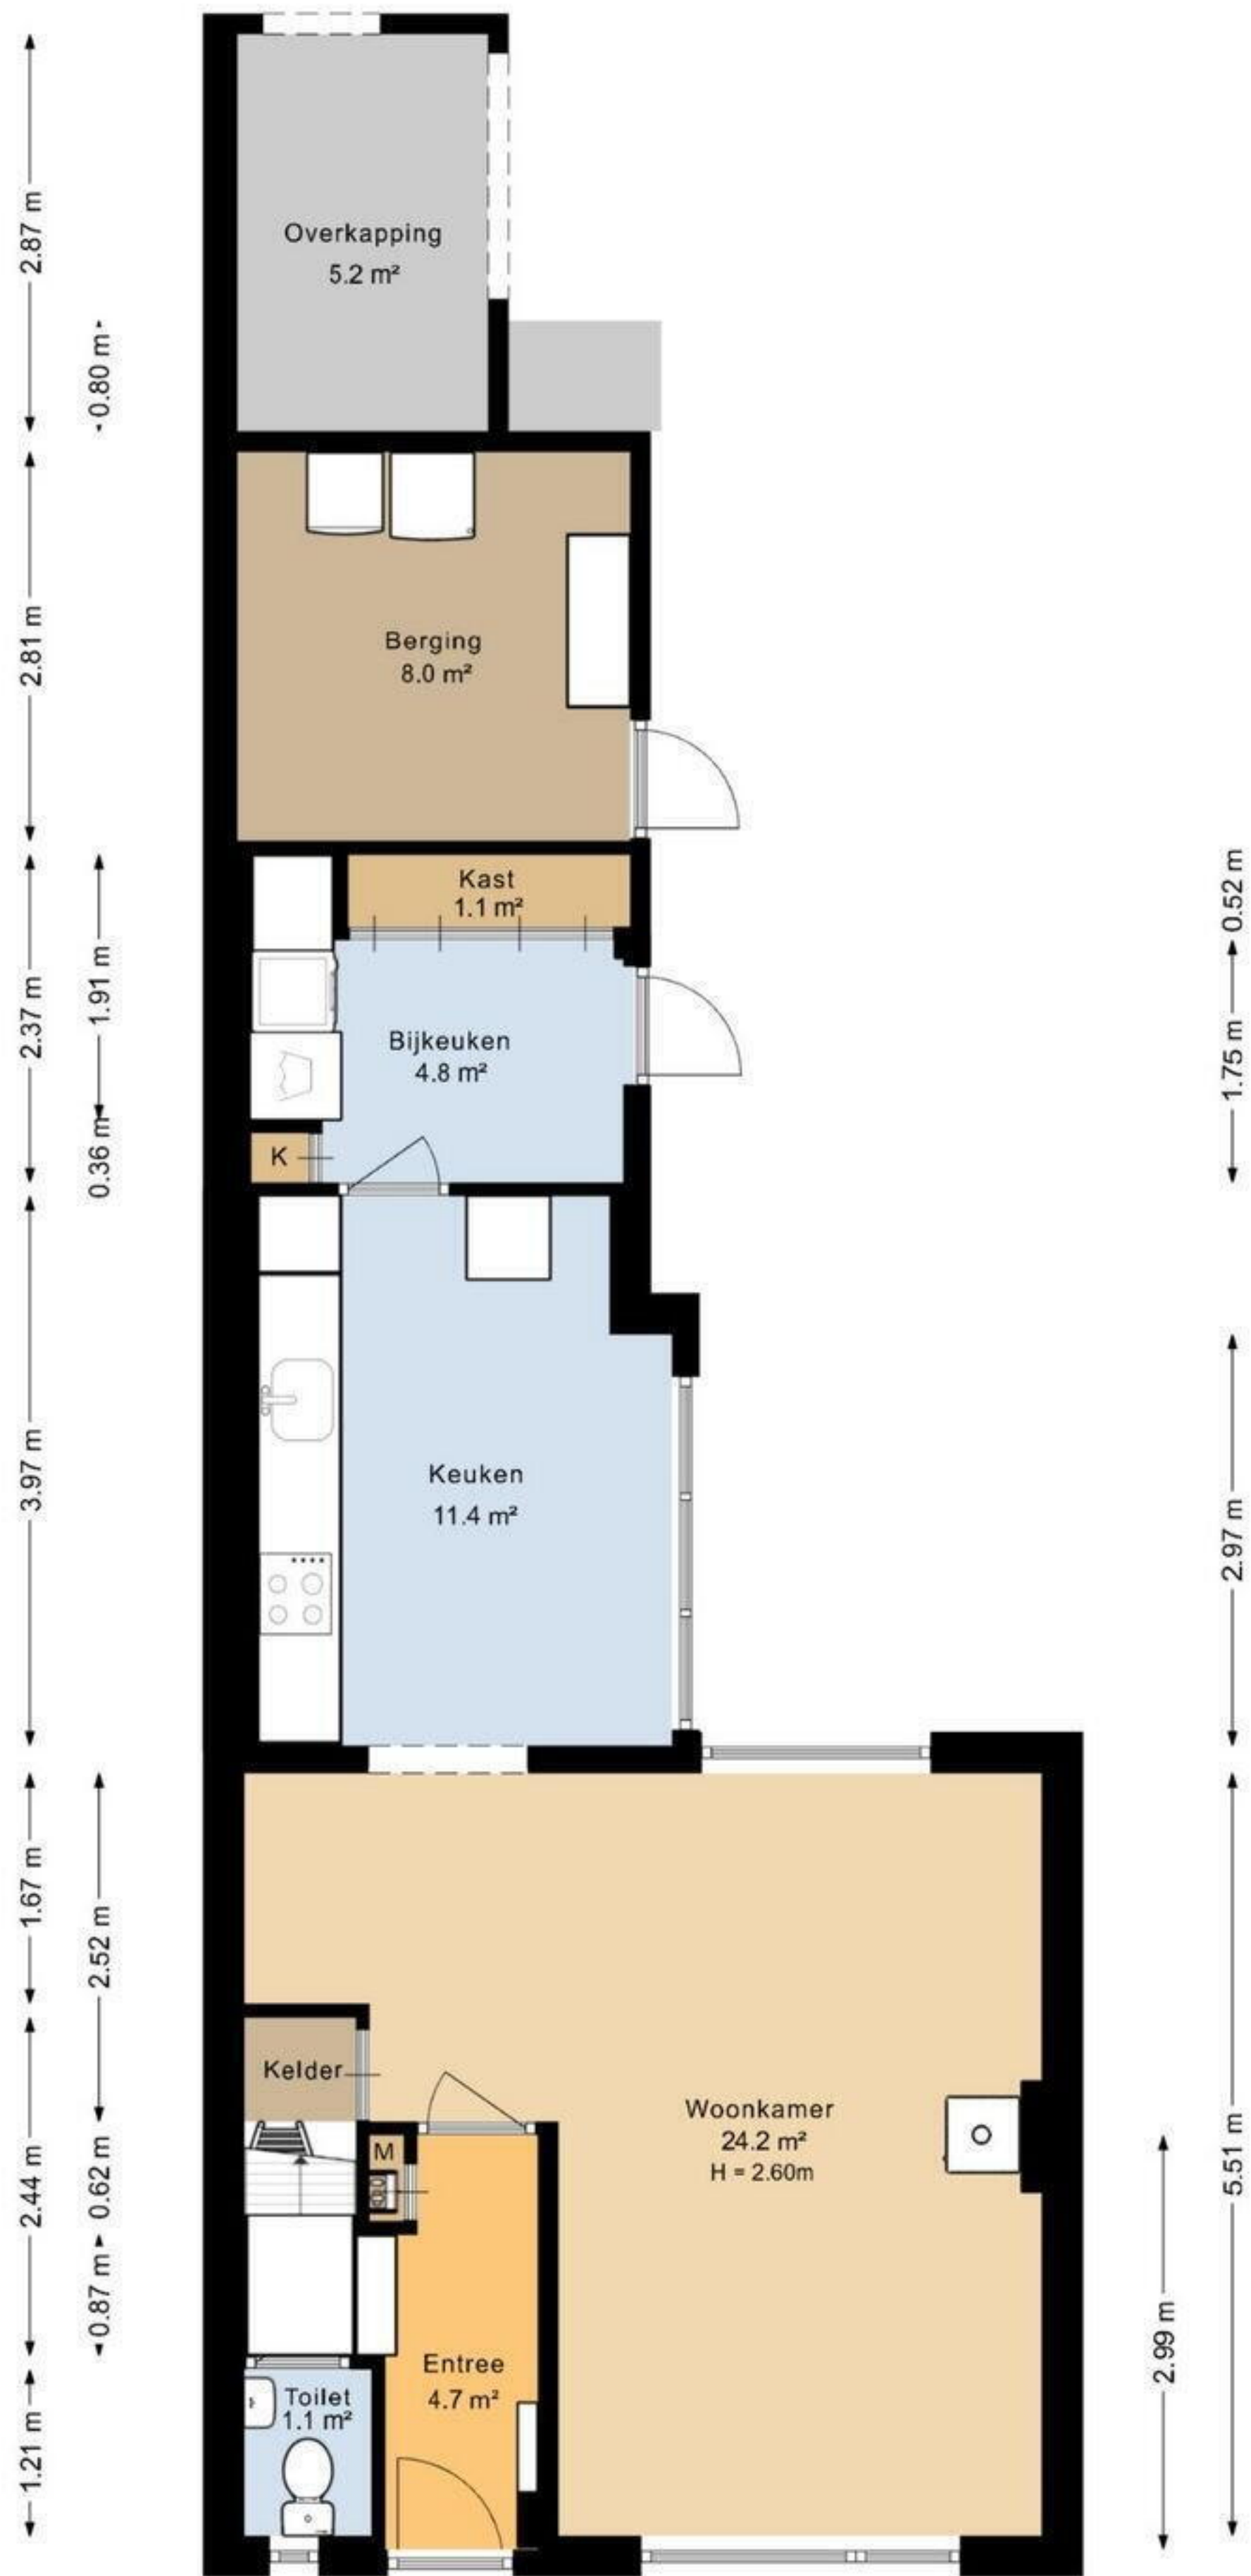 Overkapping
5.2 m²
2.87 m
0.80 m
Berging
8.0 m²
2.81 m
Kast
1.1 m²
0.52 m
Bijkeuken
4.8 m²
2.37 m
1.91 m
1.75 m
K
0.36 m
Keuken
11.4 m²
3.97 m
2.97 m
1.67 m
2.52 m
Kelder
Woonkamer
24.2 m²
H = 2.60m
M
2.44 m
0.62 m
5.51 m
0.87 m
2.99 m
Entree
4.7 m²
Toilet
1.1 m²
1.21 m